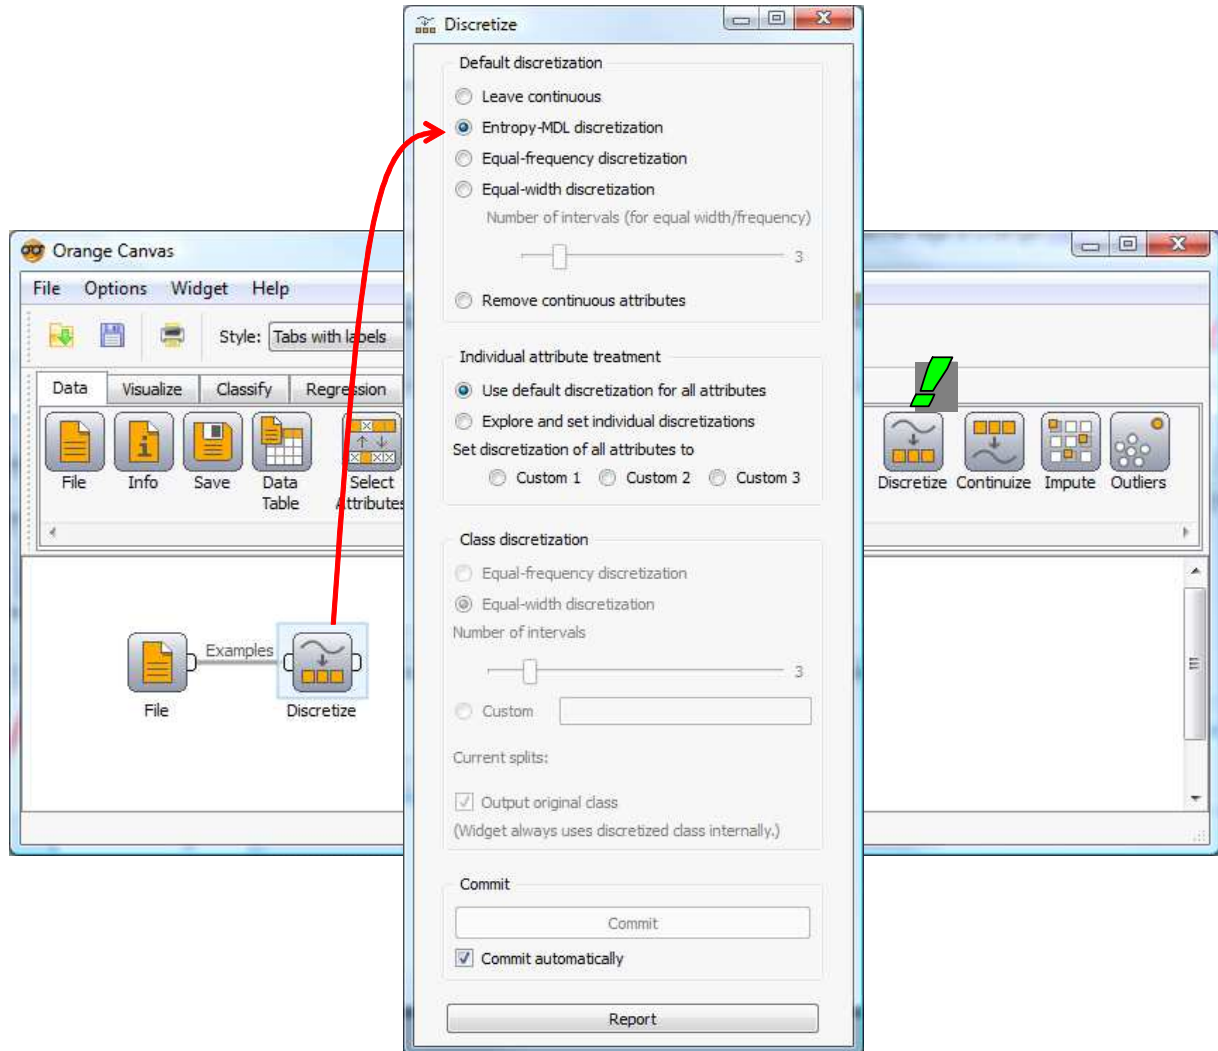 Discretize
Default discretization
Leave continuous
Entropy-MDL discretization
Equal-frequency discretization
Equal-width discretization
Number of intervals (for equal width/frequency)
3
Remove continuous attributes
Individual attribute treatment
Use default discretization for all attributes
Explore and set individual discretizations
Set discretization of all attributes to
Custom 1 Custom 2 Custom 3
Class discretization
Equal-frequency discretization
Equal-width discretization
Number of intervals
3
Custom
Current splits:
Output original class
(Widget always uses discretized class internally.)
Commit
Commit
Commit automatically
Report
Orange Canvas
File Options Widget Help
Style: Tabs with labels
Data Visualize Classify Regression
File Info Save Data Table Select Attributes
Discretize Continuize Impute Outliers
Examples
File Discretize